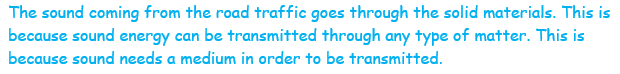 The sound coming from the road traffic goes through the solid materials. This is
because sound energy can be transmitted through any type of matter. This is
because sound needs a medium in order to be transmitted.